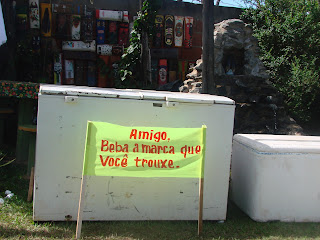 Amigo,
Beba a marca que
Você trouxe.